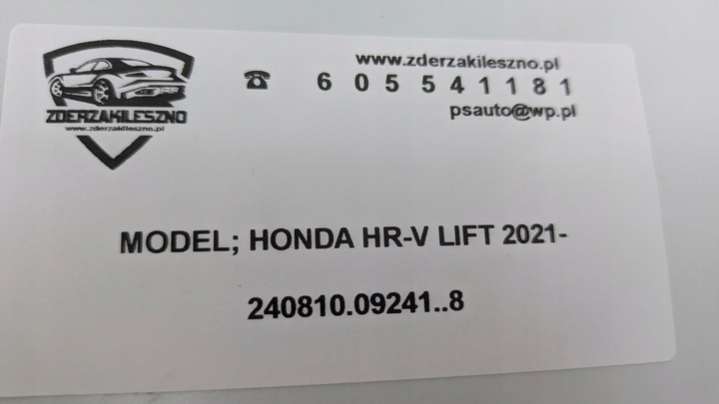 www.zderzakileszno.pl
☎ 6 0 5 5 4 1 1 8 1
psauto@wp.pl
ZDERZAKILESZNO
www.zderzakileszno.pl
MODEL; HONDA HR-V LIFT 2021-
240810.09241..8